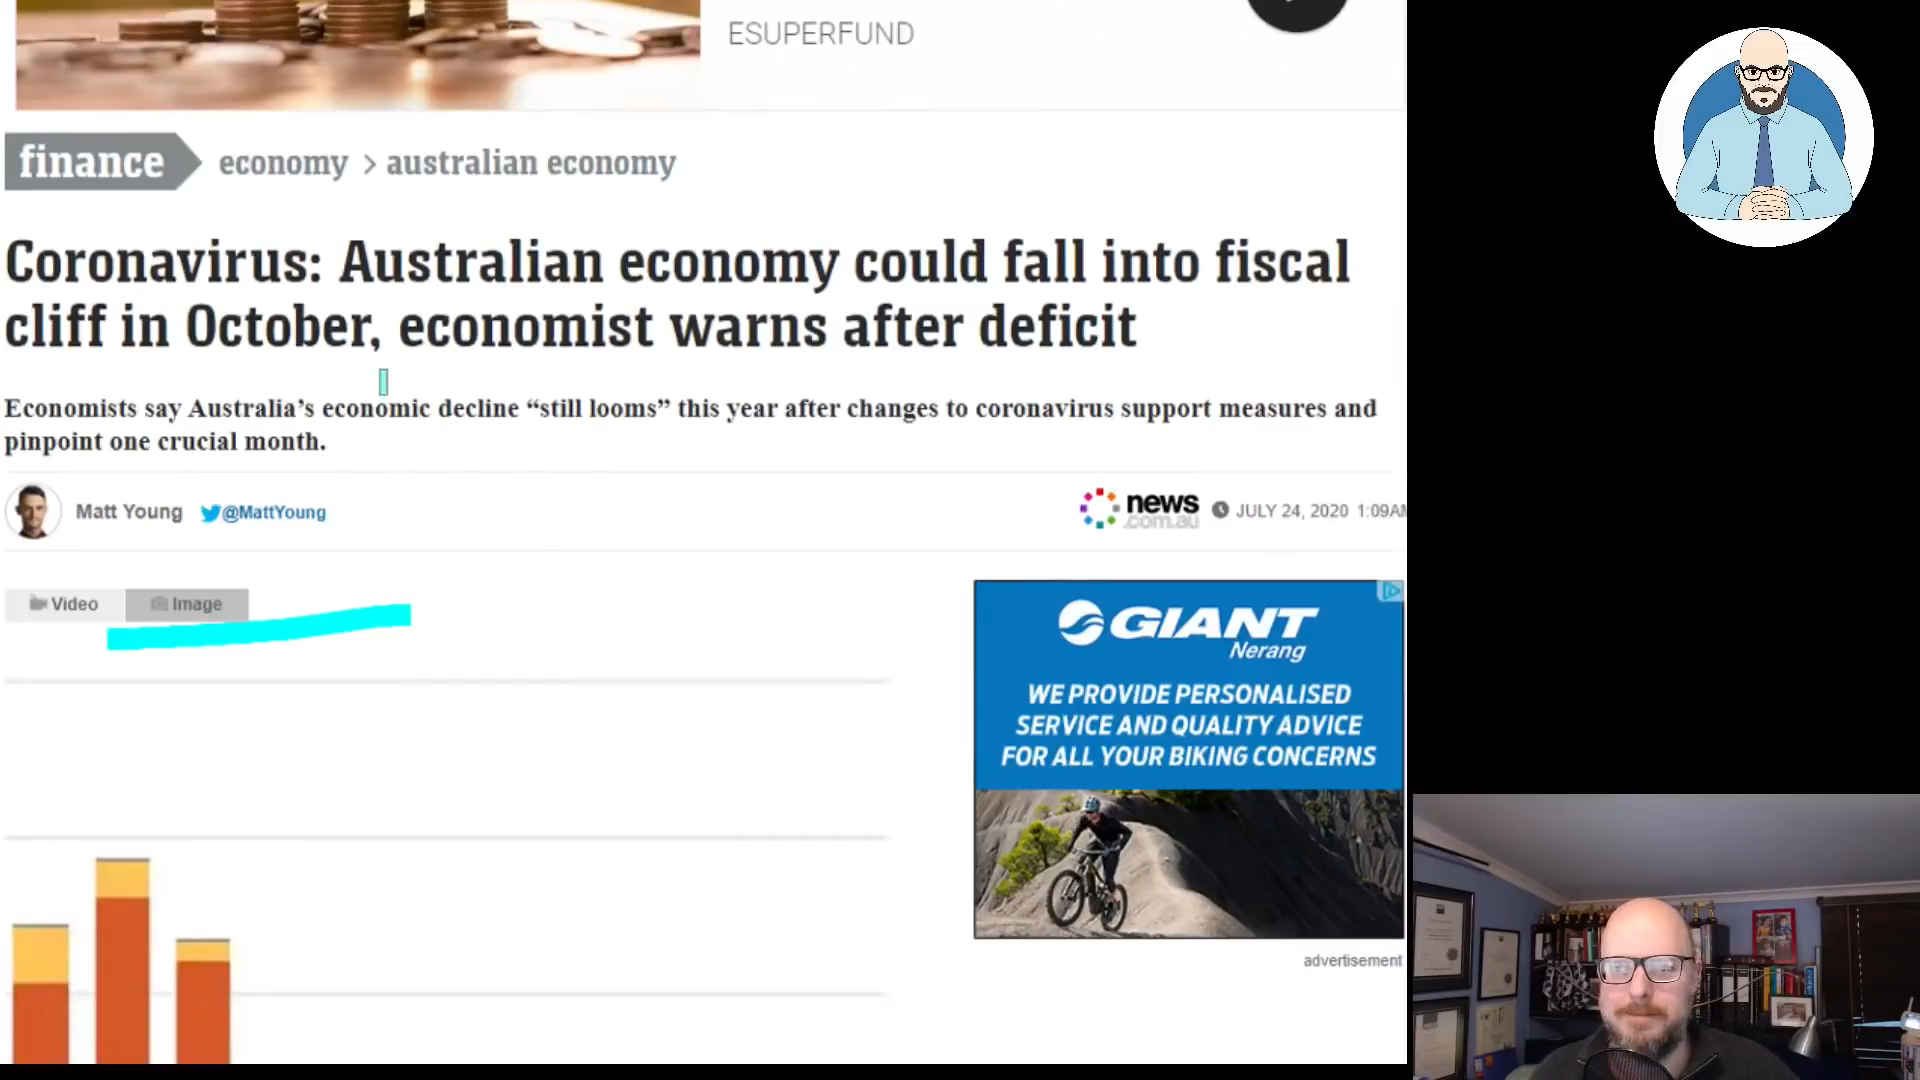 ESUPERFUND
finance economy > australian economy
Coronavirus: Australian economy could fall into fiscal
cliff in October, economist warns after deficit
Economists say Australia’s economic decline “still looms” this year after changes to coronavirus support measures and
pinpoint one crucial month.
Matt Young @MattYoung
news
.com.au
JULY 24, 2020 1:09AM
Video Image
GIANT
Nerang
WE PROVIDE PERSONALISED
SERVICE AND QUALITY ADVICE
FOR ALL YOUR BIKING CONCERNS
advertisement